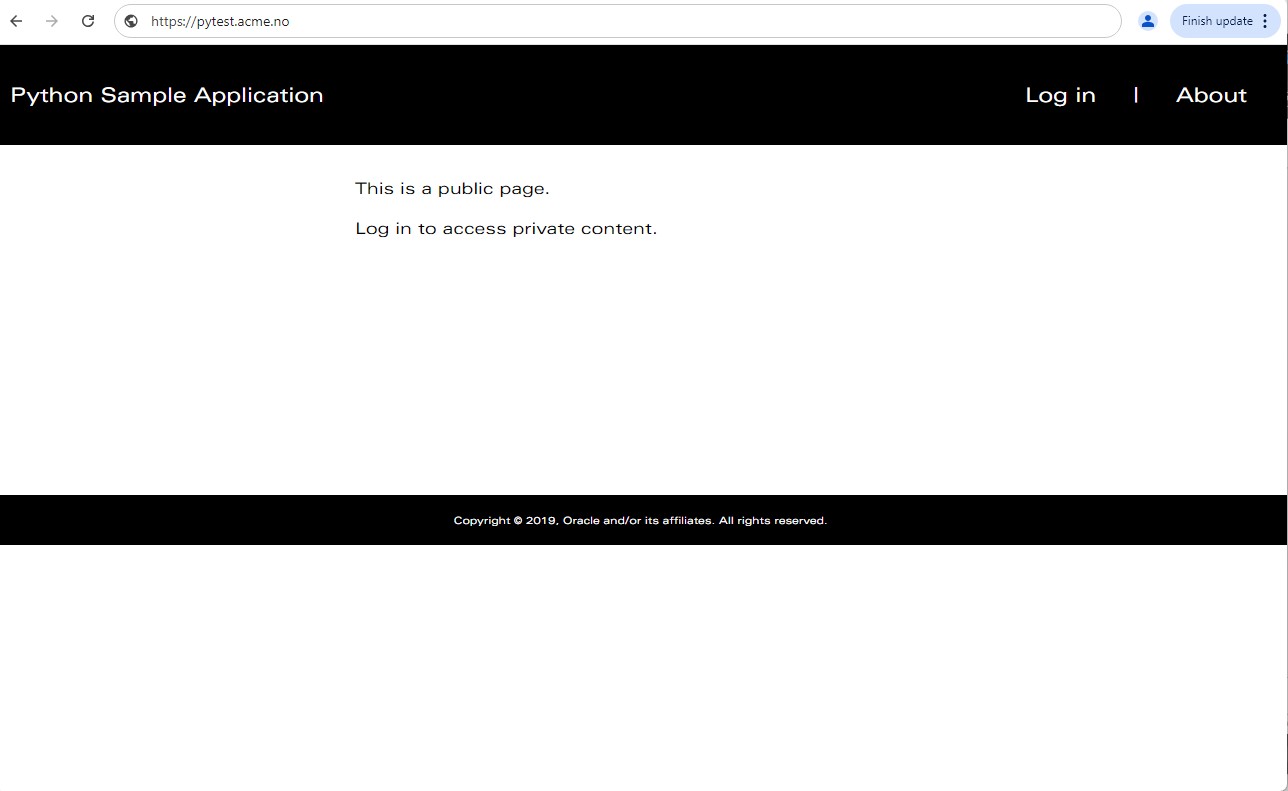 https://pytest.acme.no
Finish update
Python Sample Application
Log in | About
This is a public page.
Log in to access private content.
Copyright © 2019, Oracle and/or its affiliates. All rights reserved.